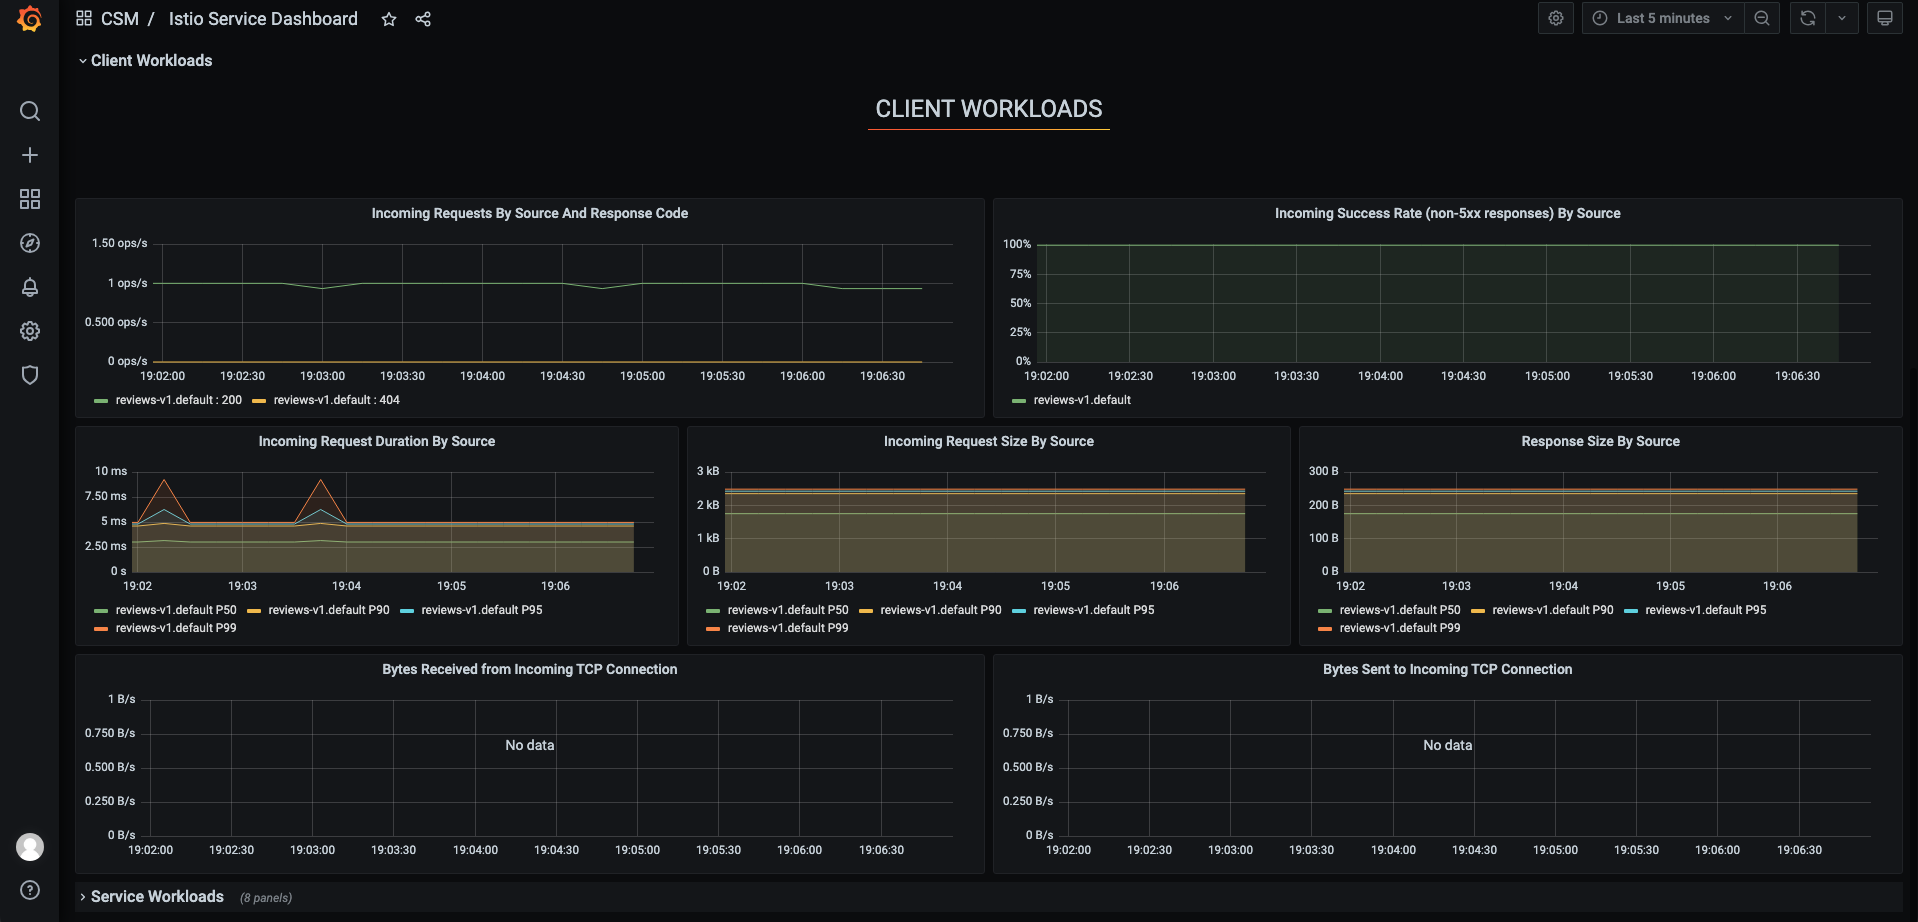 CSM / Istio Service Dashboard
Last 5 minutes
Client Workloads
CLIENT WORKLOADS
Incoming Requests By Source And Response Code
1.50 ops/s
1 ops/s
0.500 ops/s
0 ops/s
19:02:00 19:02:30 19:03:00 19:03:30 19:04:00 19:04:30 19:05:00 19:05:30 19:06:00 19:06:30
reviews-v1.default : 200 reviews-v1.default : 404
Incoming Success Rate (non-5xx responses) By Source
100%
75%
50%
25%
0%
19:02:00 19:02:30 19:03:00 19:03:30 19:04:00 19:04:30 19:05:00 19:05:30 19:06:00 19:06:30
reviews-v1.default
Incoming Request Duration By Source
10 ms
7.50 ms
5 ms
2.50 ms
0 s
19:02 19:03 19:04 19:05 19:06
reviews-v1.default P50 reviews-v1.default P90 reviews-v1.default P95
reviews-v1.default P99
Incoming Request Size By Source
3 kB
2 kB
1 kB
0 B
19:02 19:03 19:04 19:05 19:06
reviews-v1.default P50 reviews-v1.default P90 reviews-v1.default P95
reviews-v1.default P99
Response Size By Source
300 B
200 B
100 B
0 B
19:02 19:03 19:04 19:05 19:06
reviews-v1.default P50 reviews-v1.default P90 reviews-v1.default P95
reviews-v1.default P99
Bytes Received from Incoming TCP Connection
1 B/s
0.750 B/s
No data
0.500 B/s
0.250 B/s
0 B/s
19:02:00 19:02:30 19:03:00 19:03:30 19:04:00 19:04:30 19:05:00 19:05:30 19:06:00 19:06:30
Bytes Sent to Incoming TCP Connection
1 B/s
0.750 B/s
No data
0.500 B/s
0.250 B/s
0 B/s
19:02:00 19:02:30 19:03:00 19:03:30 19:04:00 19:04:30 19:05:00 19:05:30 19:06:00 19:06:30
Service Workloads (8 panels)